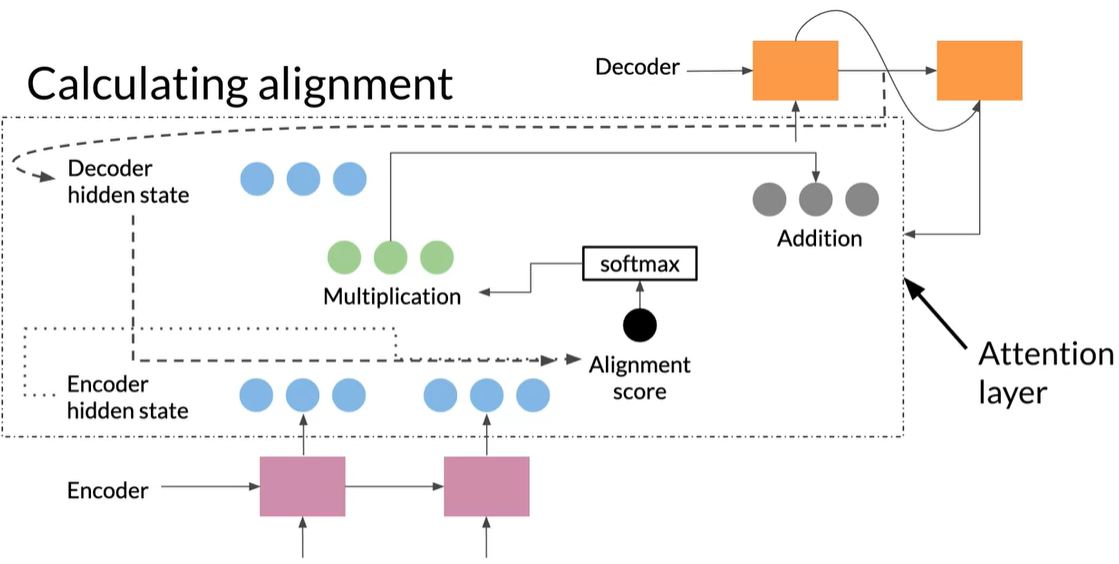 Decoder
Calculating alignment
Decoder
hidden state
Addition
softmax
Multiplication
Alignment
score
Attention
layer
Encoder
hidden state
Encoder